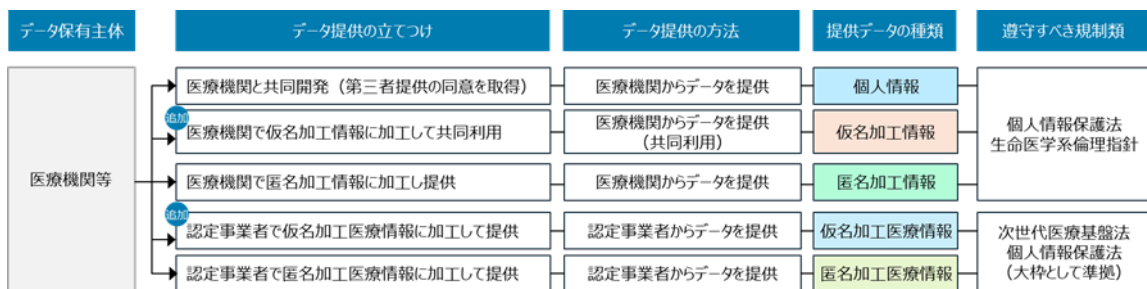 データ保有主体
データ提供の立てつけ
データ提供の方法
提供データの種類
遵守すべき規制類
医療機関等
医療機関と共同開発（第三者提供の同意を取得）
医療機関からデータを提供
個人情報
追加
医療機関で仮名加工情報に加工して共同利用
医療機関からデータを提供
（共同利用）
仮名加工情報
医療機関で匿名加工情報に加工し提供
医療機関からデータを提供
匿名加工情報
個人情報保護法
生命医学系倫理指針
追加
認定事業者で仮名加工医療情報に加工して提供
認定事業者からデータを提供
仮名加工医療情報
認定事業者で匿名加工医療情報に加工して提供
認定事業者からデータを提供
匿名加工医療情報
次世代医療基盤法
個人情報保護法
（大枠として準拠）